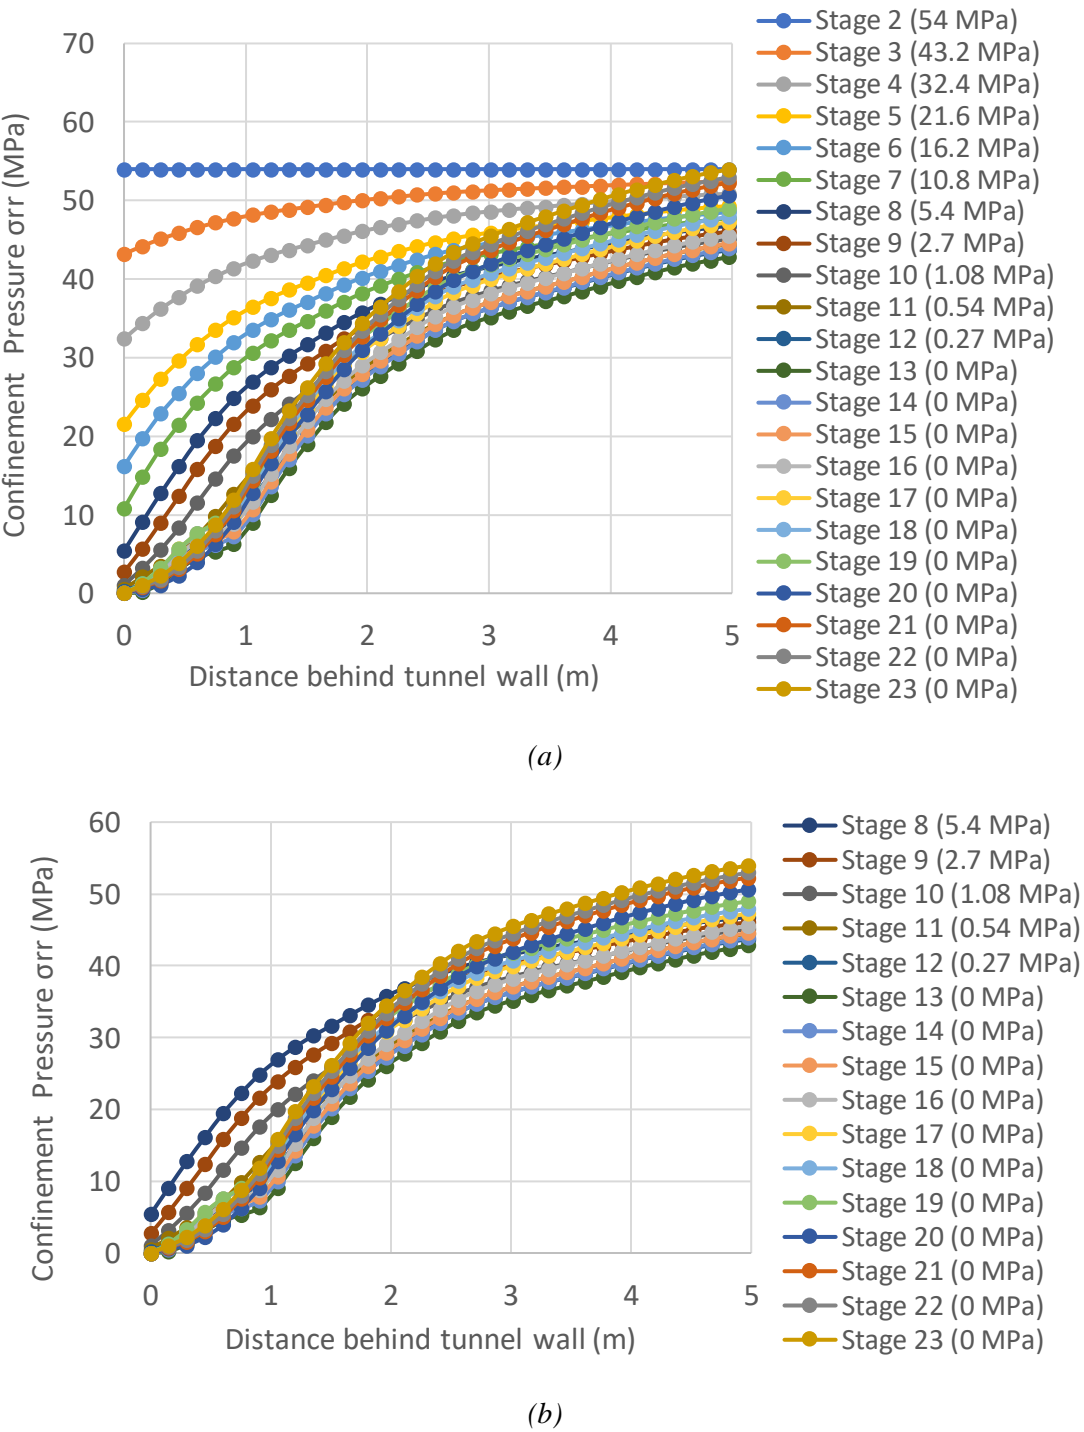 Stage 2 (54 MPa)
Stage 3 (43.2 MPa)
Stage 4 (32.4 MPa)
Stage 5 (21.6 MPa)
Stage 6 (16.2 MPa)
Stage 7 (10.8 MPa)
Stage 8 (5.4 MPa)
Stage 9 (2.7 MPa)
Stage 10 (1.08 MPa)
Stage 11 (0.54 MPa)
Stage 12 (0.27 MPa)
Stage 13 (0 MPa)
Stage 14 (0 MPa)
Stage 15 (0 MPa)
Stage 16 (0 MPa)
Stage 17 (0 MPa)
Stage 18 (0 MPa)
Stage 19 (0 MPa)
Stage 20 (0 MPa)
Stage 21 (0 MPa)
Stage 22 (0 MPa)
Stage 23 (0 MPa)
Confinement Pressure σrr (MPa)
70
60
50
40
30
20
10
0
0 1 2 3 4 5
Distance behind tunnel wall (m)
(a)
Stage 8 (5.4 MPa)
Stage 9 (2.7 MPa)
Stage 10 (1.08 MPa)
Stage 11 (0.54 MPa)
Stage 12 (0.27 MPa)
Stage 13 (0 MPa)
Stage 14 (0 MPa)
Stage 15 (0 MPa)
Stage 16 (0 MPa)
Stage 17 (0 MPa)
Stage 18 (0 MPa)
Stage 19 (0 MPa)
Stage 20 (0 MPa)
Stage 21 (0 MPa)
Stage 22 (0 MPa)
Stage 23 (0 MPa)
Confinement Pressure σrr (MPa)
60
50
40
30
20
10
0
0 1 2 3 4 5
Distance behind tunnel wall (m)
(b)